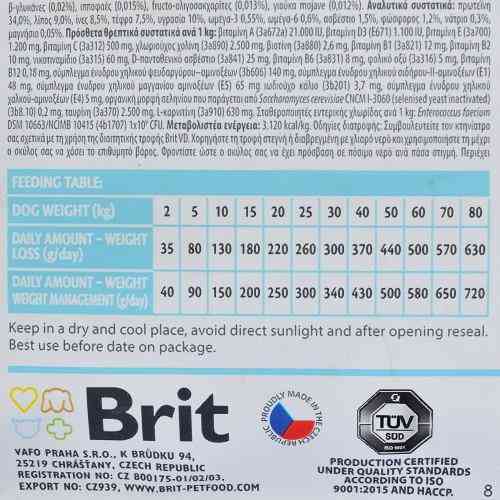 β-γλυκάνες (0,02%), ιπποφαές (0,015%), φρουκτο-ολιγοσακχαρίτες (0,013%), γιούκα mojave (0,012%). Αναλυτικά συστατικά: πρωτεΐνη
34,0%, λίπος 9,0%, ίνες 8,5%, τέφρα 7,5%, υγρασία 10%, ωμέγα-3 0,55%, ωμέγα-6 0,6%, ασβέστιο 1,5%, φώσφορος 1,2%, νάτριο 0,3%,
μαγνήσιο 0,05%. Πρόσθετα θρεπτικά συστατικά ανά 1 kg: βιταμίνη A (3a672a) 21.000 IU, βιταμίνη D3 (E671) 1.100 IU, βιταμίνη E (3a700)
1.200 mg, βιταμίνη C (3a312) 500 mg, χλωριούχος χολίνη (3a890) 2.500 mg, βιοτίνη (3a880) 2,6 mg, βιταμίνη B1 (3a821) 12 mg, βιταμίνη B2
10 mg, νικοτιναμίδιο (3a315) 60 mg, D-παντοθενικό ασβέστιο (3a841) 25 mg, βιταμίνη B6 (3a831) 8 mg, φολικό οξύ (3a316) 5 mg, βιταμίνη
B12 0,18 mg, σύμπλεγμα ένυδρου χηλικού ψευδαργύρου-αμινοξέων (3b606) 140 mg, σύμπλεγμα ένυδρου χηλικού σιδήρου-II-αμινοξέων (E1)
48 mg, σύμπλεγμα ένυδρου χηλικού μαγγανίου αμινοξέων (E5) 65 mg ιωδιούχο κάλιο (3b201) 3,7 mg, σύμπλεγμα ένυδρου χηλικού
χαλκού-αμινοξέων (E4) 5 mg, οργανική μορφή σεληνίου που παράγεται από Saccharomyces cerevisiae CNCM I-3060 (selenised yeast inactivated)
(3b8.10) 0,2 mg, ταυρίνη (3a370) 2.500 mg, L-καρνιτίνη (3a910) 630 mg. Σταθεροποιητές εντερικής χλωρίδας ανά 1 kg: Enterococcus faecium
DSM 10663/NCIMB 10415 (4b1707) 1x10⁹ CFU. Μεταβολιστέα ενέργεια: 3.120 kcal/kg. Οδηγίες διατροφής: Συμβουλευτείτε τον κτηνίατρο
σας σχετικά με τη χρήση της διαιτητικής τροφής Brit VD. Χορηγήστε τη τροφή στεγνή ή διαβρεγμένη με χλιαρό νερό και χρησιμοποιήστε τη μέχρι
ο σκύλος σας να χάσει το επιθυμητό βάρος. Φροντίστε ώστε ο σκύλος σας να έχει πρόσβαση σε πόσιμο νερό ανά πάσα στιγμή. Περιέχει
FEEDING TABLE:
DOG WEIGHT (kg) 2 5 10 15 20 25 30 40 50 60 70 80
DAILY AMOUNT – WEIGHT
LOSS (g/day) 35 80 130 180 220 260 300 370 440 500 570 630
DAILY AMOUNT – WEIGHT
WEIGHT MANAGEMENT (g/day) 40 90 150 200 250 300 340 430 500 580 650 720
Keep in a dry and cool place, avoid direct sunlight and after opening reseal.
Best use before date on package.
Brit
PROUDLY MADE IN
THE CZECH REPUBLIC
TÜV
SÜD
ISO 9001
VAFO PRAHA S.R.O., K BRŮDKU 94,
25219 CHRÁŠŤANY, CZECH REPUBLIC
REGISTRATION NO: CZ 800175-01/02/03.
EXPORT NO: CZ939, WWW.BRIT-PETFOOD.COM
PRODUCTION CERTIFIED
UNDER QUALITY STANDARDS
ACCORDING TO ISO
9001:2015 AND HACCP.
8